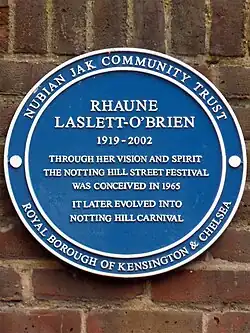 NUBIAN JAK COMMUNITY TRUST
RHAUNE
LASLETT-O'BRIEN
1919-2002
THROUGH HER VISION AND SPIRIT
THE NOTTING HILL STREET FESTIVAL
WAS CONCEIVED IN 1965
IT LATER EVOLVED INTO
NOTTING HILL CARNIVAL
ROYAL BOROUGH OF KENSINGTON & CHELSEA